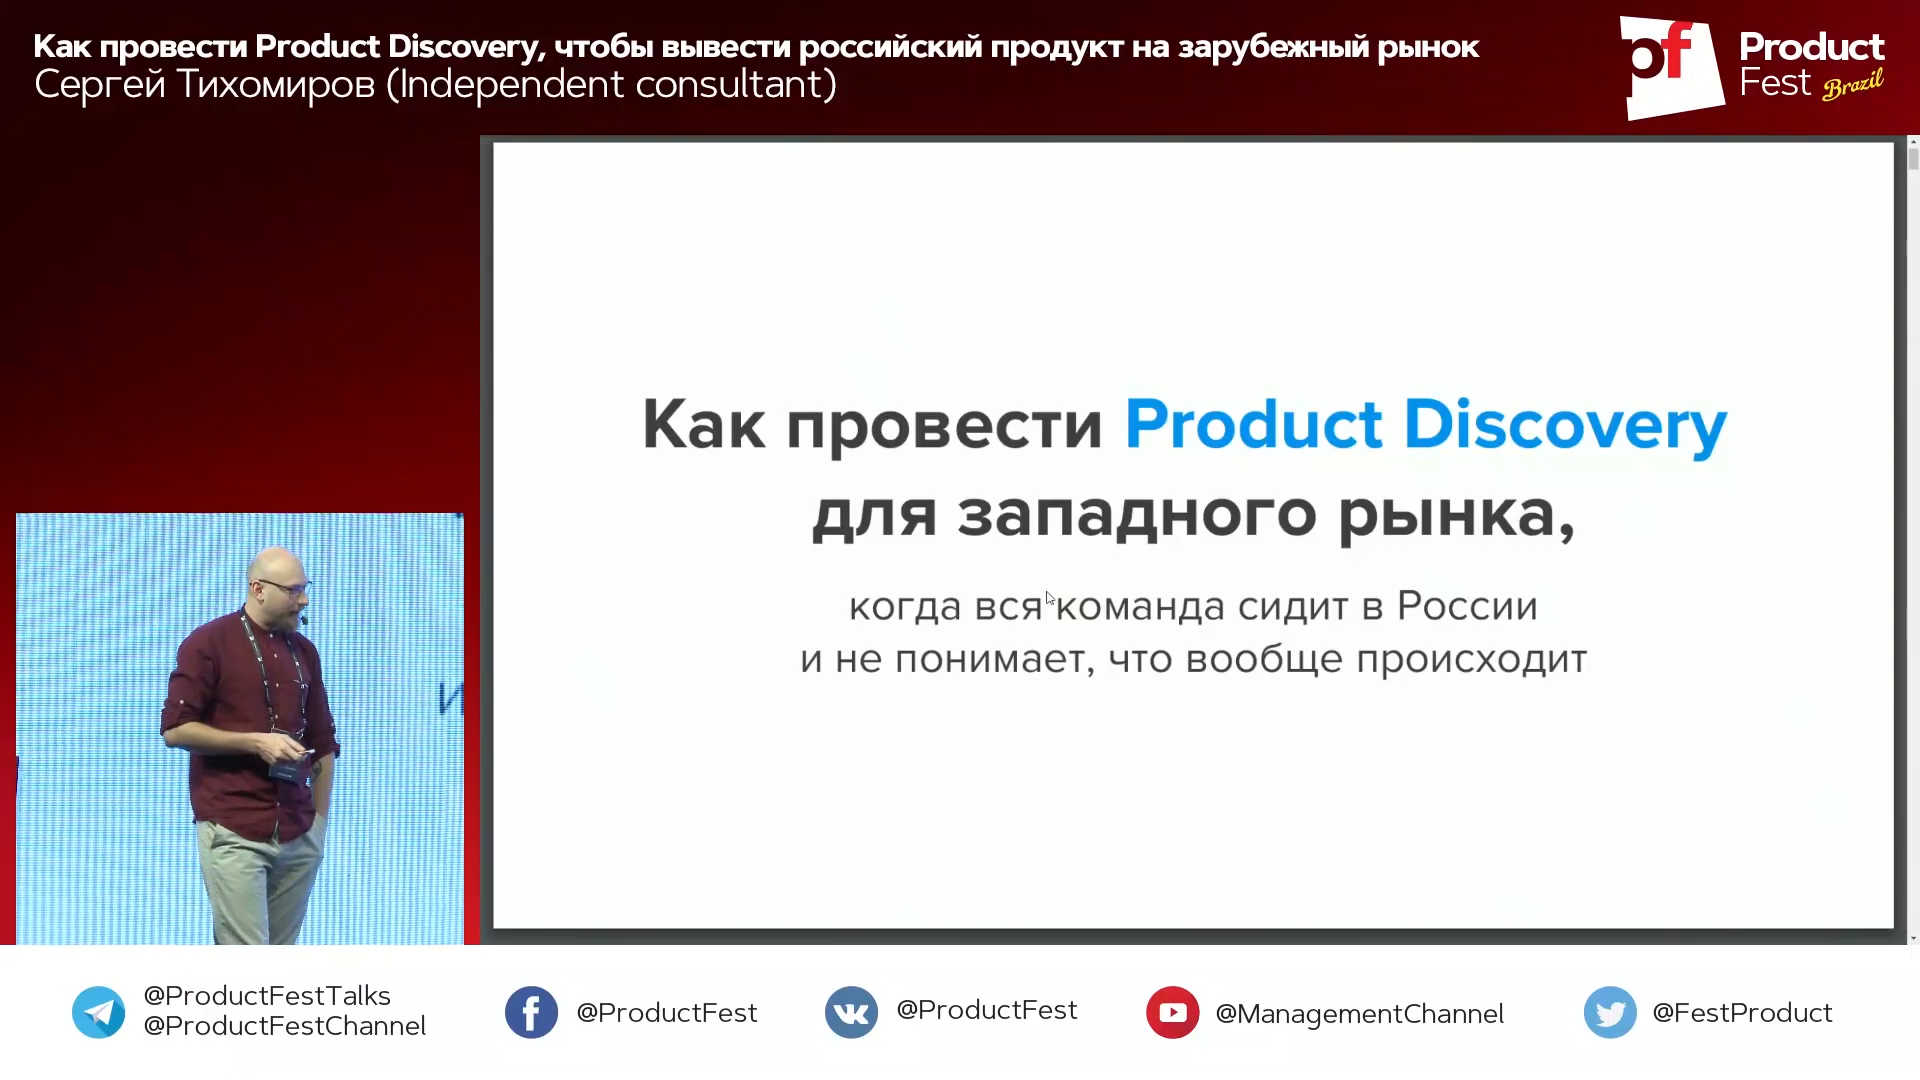 Как провести Product Discovery, чтобы вывести российский продукт на зарубежный рынок
Сергей Тихомиров (Independent consultant)
pf
Product
Fest Brazil
Как провести Product Discovery
для западного рынка,
когда вся команда сидит в России
и не понимает, что вообще происходит
и
@ProductFestTalks
@ProductFestChannel
@ProductFest
@ProductFest
@ManagementChannel
@FestProduct